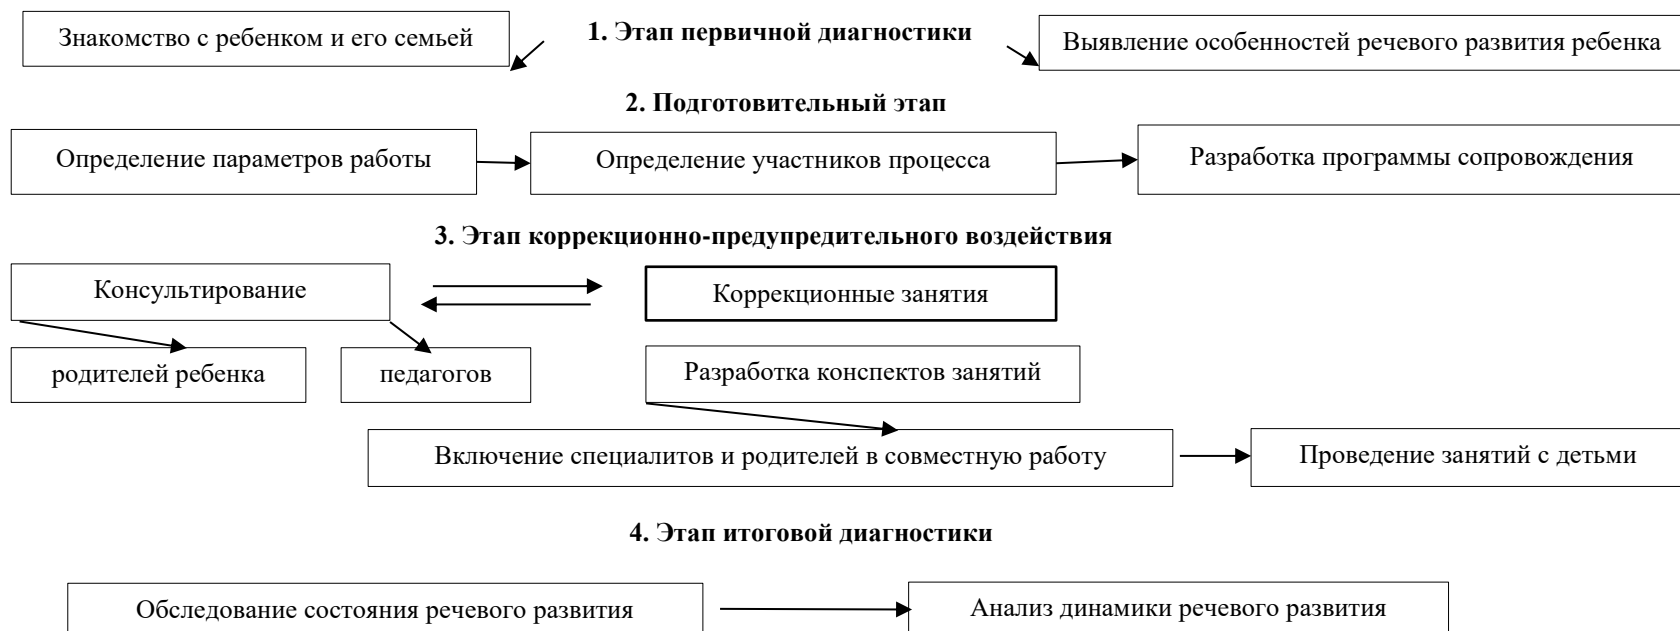 Знакомство с ребенком и его семьей
1. Этап первичной диагностики
Выявление особенностей речевого развития ребенка
2. Подготовительный этап
Определение параметров работы
Определение участников процесса
Разработка программы сопровождения
3. Этап коррекционно-предупредительного воздействия
Консультирование
Коррекционные занятия
родителей ребенка
педагогов
Разработка конспектов занятий
Включение специалитов и родителей в совместную работу
Проведение занятий с детьми
4. Этап итоговой диагностики
Обследование состояния речевого развития
Анализ динамики речевого развития